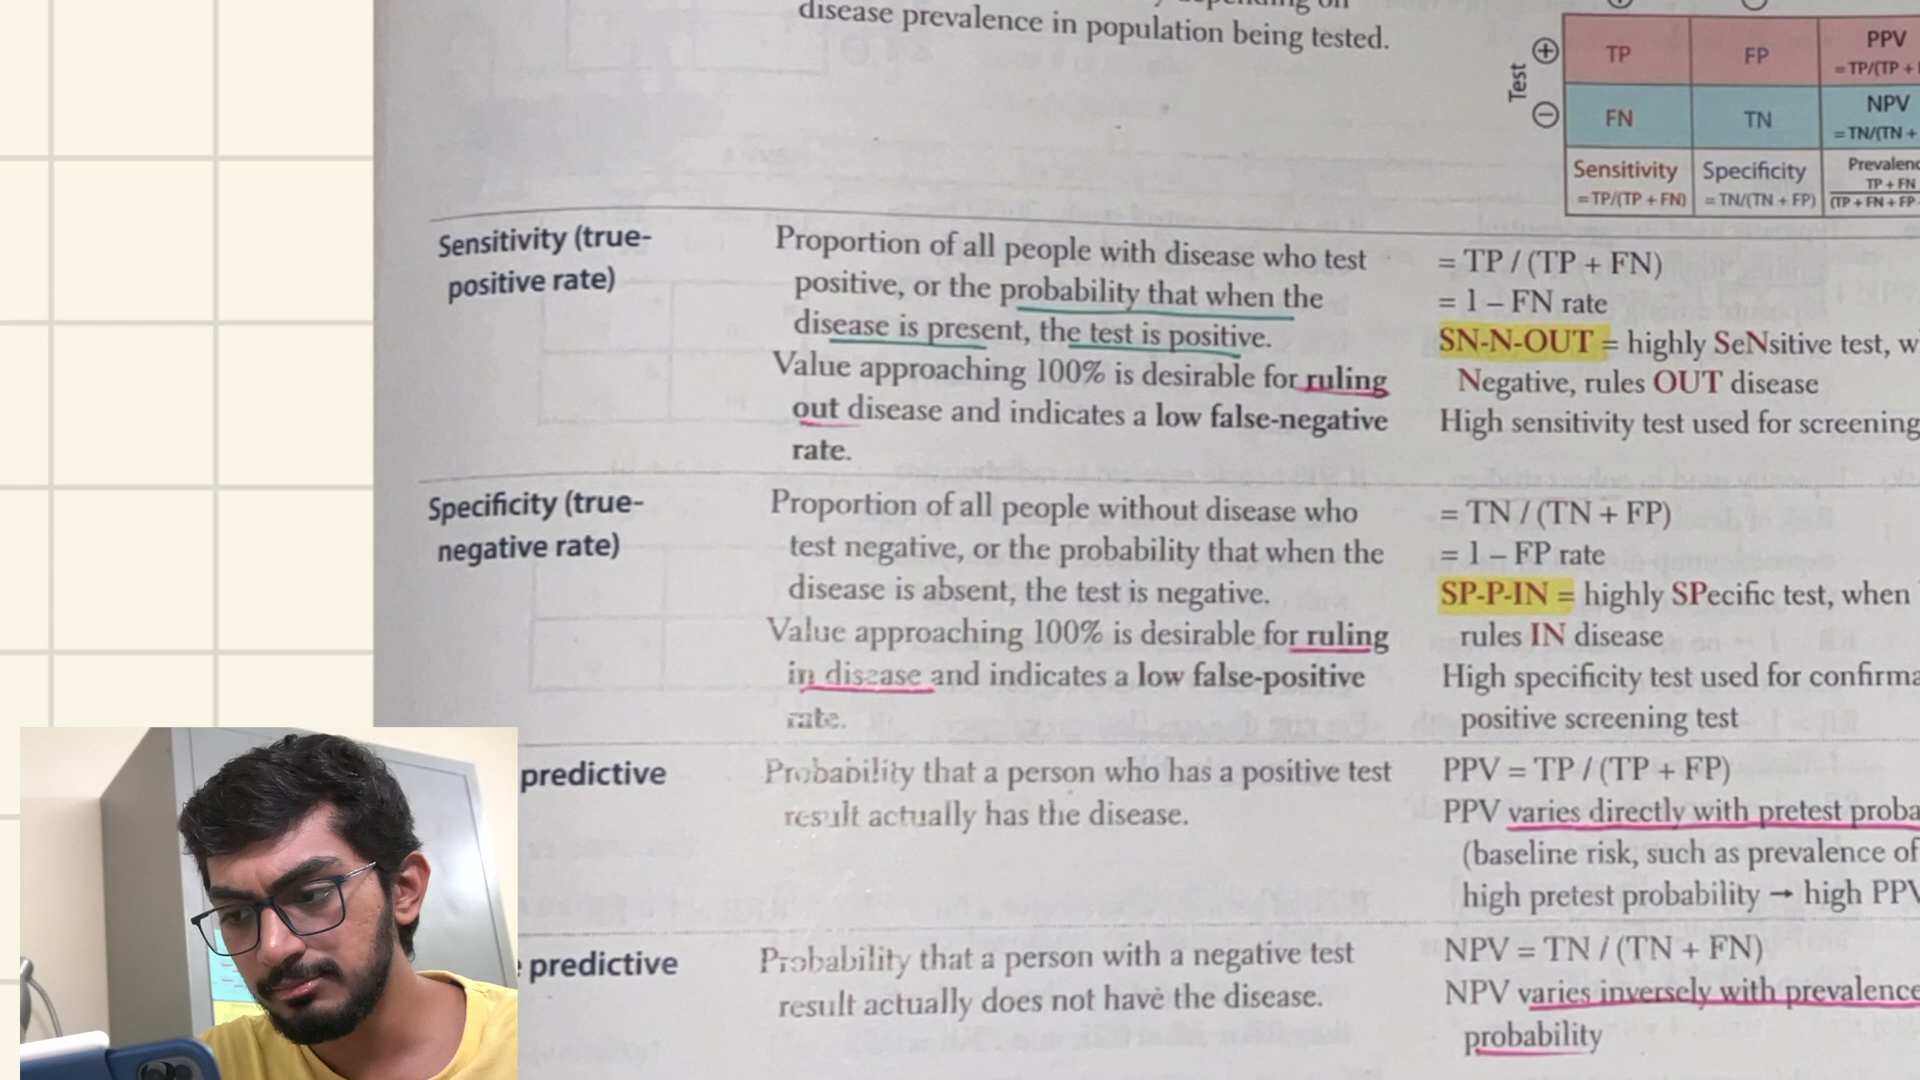 disease prevalence in population being tested.
Test
TP
FP
PPV
= TP/(TP +
FN
TN
NPV
= TN/(TN +
Sensitivity
= TP/(TP + FN)
Specificity
= TN/(TN + FP)
TP + FN
(TP + FN + FP
Sensitivity (true-
positive rate)
Proportion of all people with disease who test
positive, or the probability that when the
disease is present, the test is positive.
Value approaching 100% is desirable for ruling
out disease and indicates a low false-negative
rate.
= TP / (TP + FN)
= 1 – FN rate
SN-N-OUT = highly SeNsitive test, w
Negative, rules OUT disease
High sensitivity test used for screening
Specificity (true-
negative rate)
Proportion of all people without disease who
test negative, or the probability that when the
disease is absent, the test is negative.
Value approaching 100% is desirable for ruling
in disease and indicates a low false-positive
rate.
= TN / (TN + FP)
= 1 – FP rate
SP-P-IN = highly SPecific test, when
rules IN disease
High specificity test used for confirma
positive screening test
predictive
Probability that a person who has a positive test
result actually has the disease.
PPV = TP / (TP + FP)
PPV varies directly with pretest proba
(baseline risk, such as prevalence of
high pretest probability → high PPV
predictive
Probability that a person with a negative test
result actually does not have the disease.
NPV = TN / (TN + FN)
NPV varies inversely with prevalence
probability